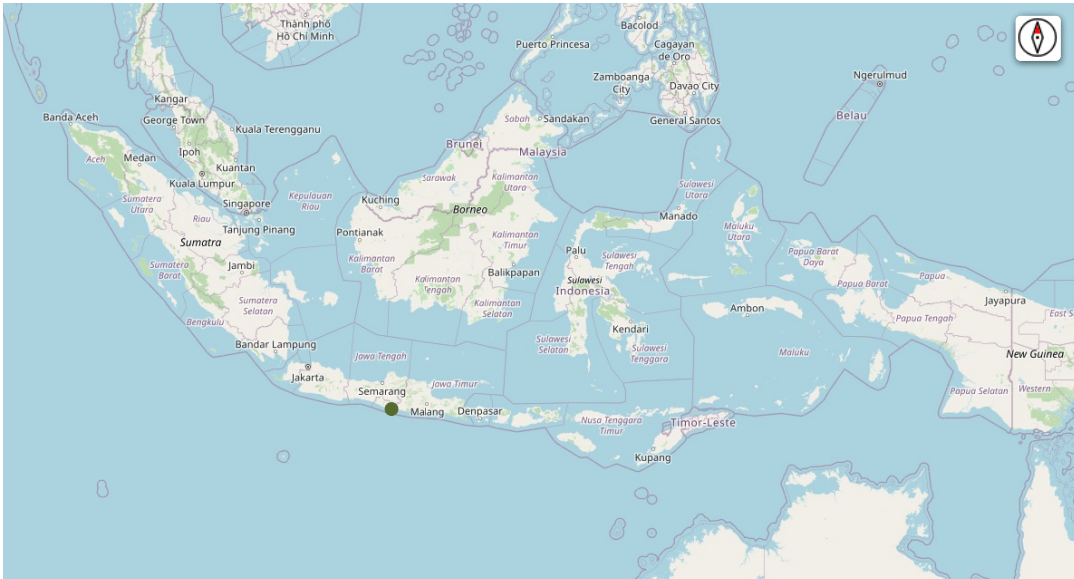 Thành phố
Hồ Chí Minh
Bacolod
Puerto Princesa
Cagayan
de Oro
Zamboanga
City
Davao City
Ngerulmud
Kangar
Banda Aceh
George Town
Kuala Terengganu
Sabah
Sandakan
General Santos
Belau
Brunei
Malaysia
Ipoh
Aceh
Medan
Kuantan
Kuala Lumpur
Kalimantan
Utara
Sarawak
Sulawesi
Utara
Sumatera
Utara
Kepulauan
Riau
Kuching
Singapore
Borneo
Riau
Manado
Tanjung Pinang
Pontianak
Maluku
Utara
Sumatra
Kalimantan
Timur
Palu
Papua Barat
Daya
Sulawesi
Tengah
Kalimantan
Barat
Jambi
Sumatera
Barat
Balikpapan
Papua
Kalimantan
Tengah
Sulawesi
Indonesia
Papua Barat
Sumatera
Selatan
Jayapura
Kalimantan
Selatan
Ambon
East S
Papua Tengah
Bengkulu
Kendari
Sulawesi
Selatan
Bandar Lampung
Sulawesi
Tenggara
Maluku
New Guinea
Jawa Tengah
Jakarta
Jawa Timur
Semarang
Papua Selatan
Western
Malang
Denpasar
Nusa Tenggara
Timur
Timor-Leste
Kupang